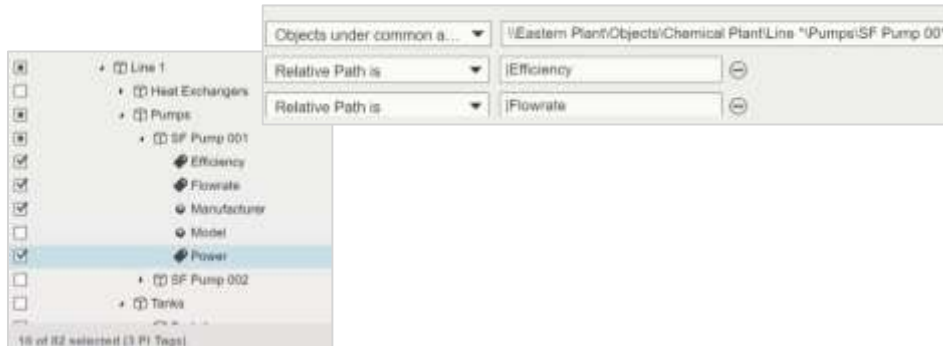 Objects under common a...
\\Eastern Plant\Objects\Chemical Plant\Line *\Pumps\SF Pump 00
Relative Path is
|Efficiency
Relative Path is
|Flowrate
Line 1
Heat Exchangers
Pumps
SF Pump 001
Efficiency
Flowrate
Manufacturer
Model
Power
SF Pump 002
Tanks
of 82 selected (3 PI Tags)